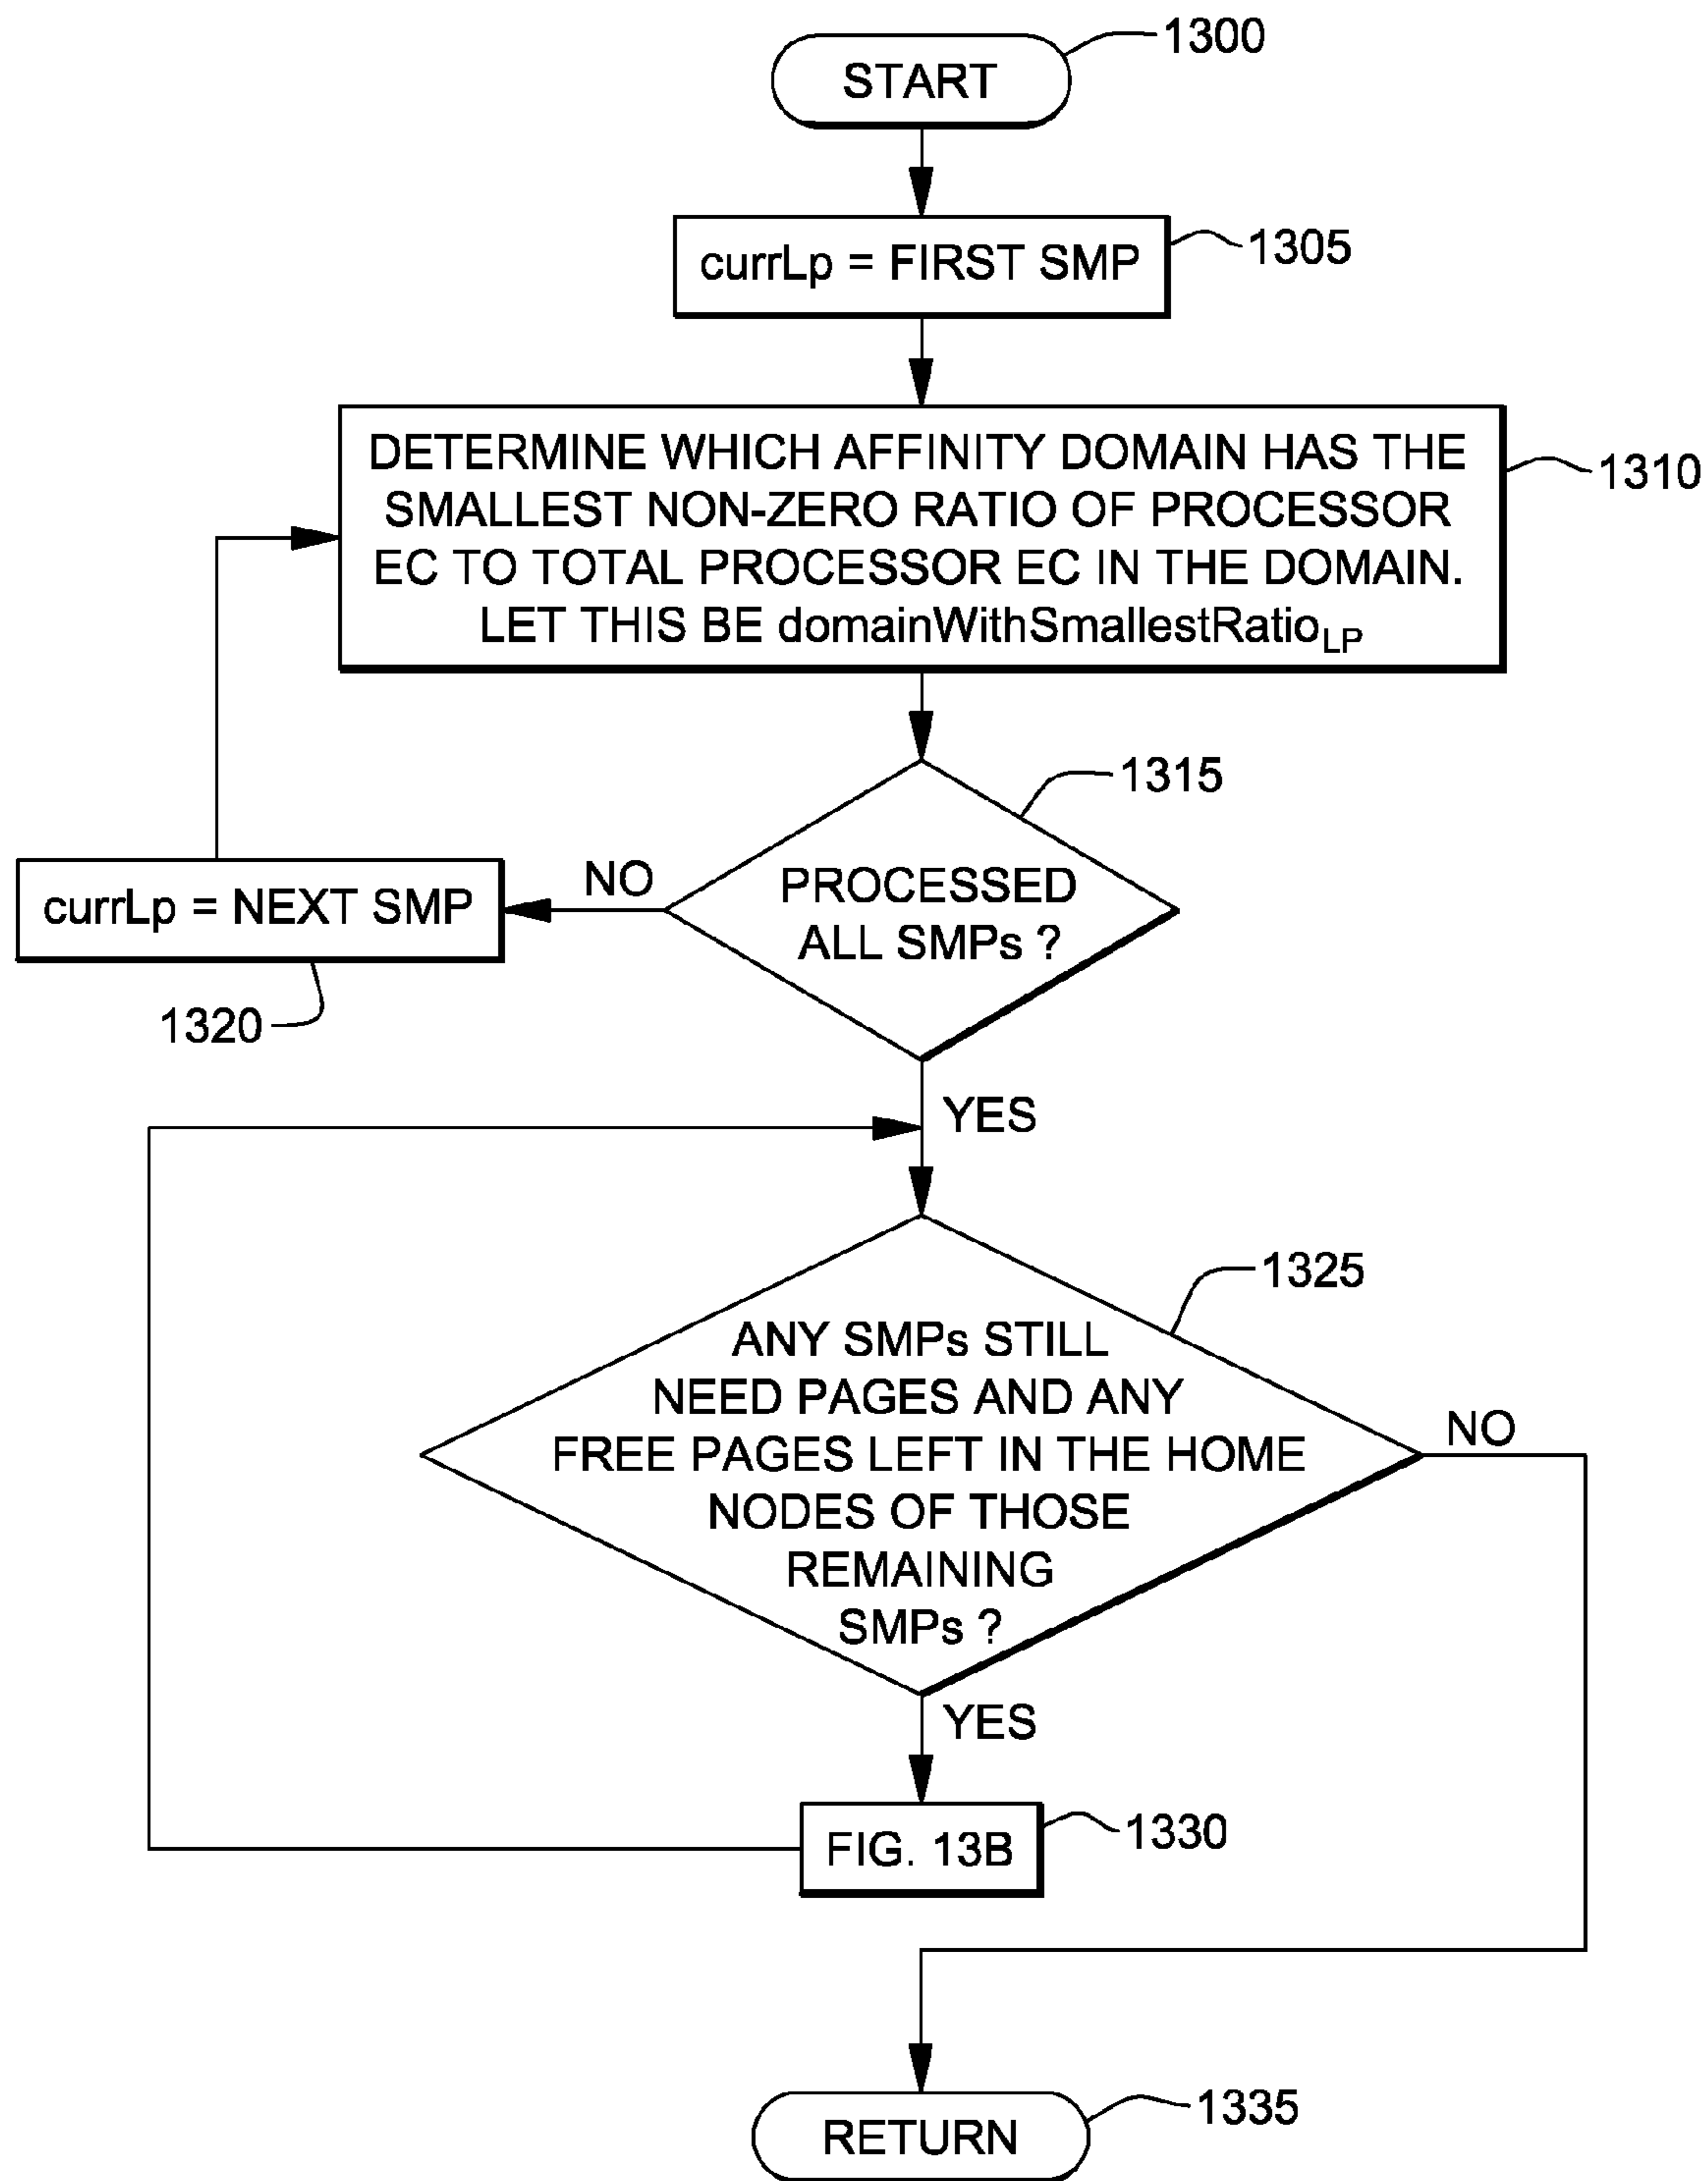 1300
START
1305
currLp = FIRST SMP
DETERMINE WHICH AFFINITY DOMAIN HAS THE
SMALLEST NON-ZERO RATIO OF PROCESSOR
EC TO TOTAL PROCESSOR EC IN THE DOMAIN.
LET THIS BE domainWithSmallestRatioLP
1310
1315
PROCESSED
ALL SMPs ?
NO
currLp = NEXT SMP
1320
YES
1325
ANY SMPs STILL
NEED PAGES AND ANY
FREE PAGES LEFT IN THE HOME
NODES OF THOSE
REMAINING
SMPs ?
NO
YES
FIG. 13B
1330
1335
RETURN